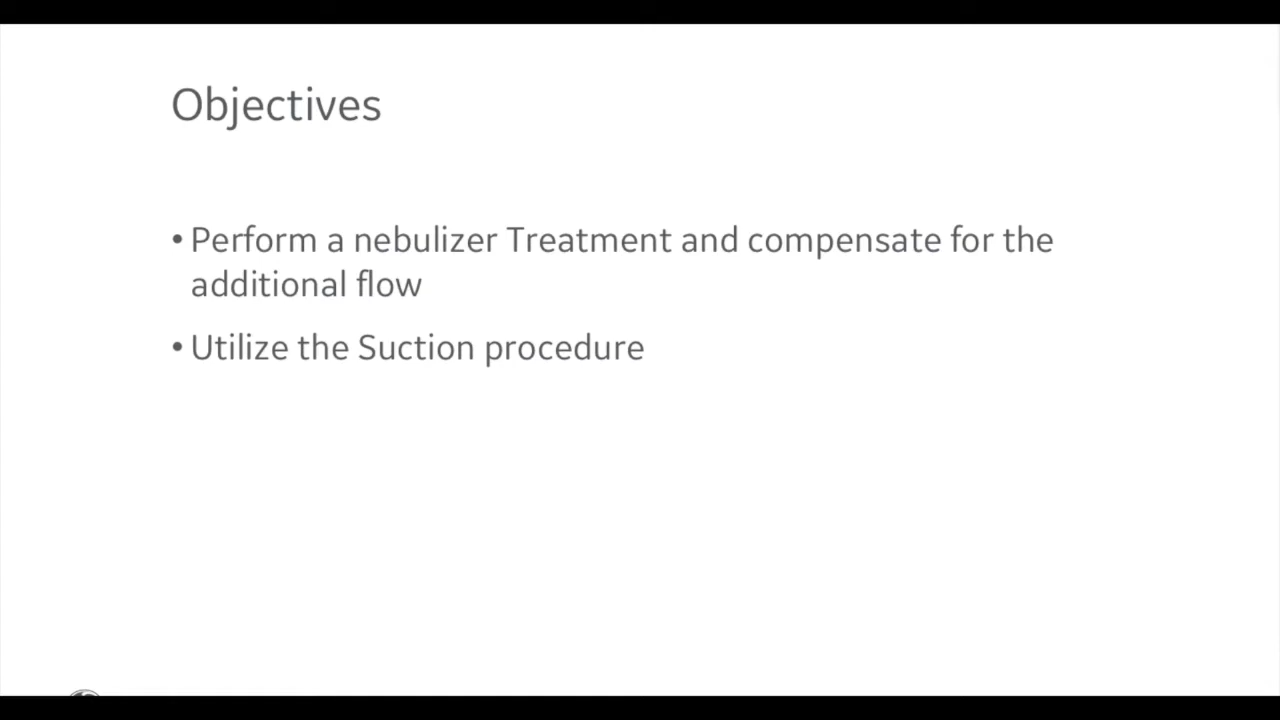 Objectives
• Perform a nebulizer Treatment and compensate for the
additional flow
• Utilize the Suction procedure